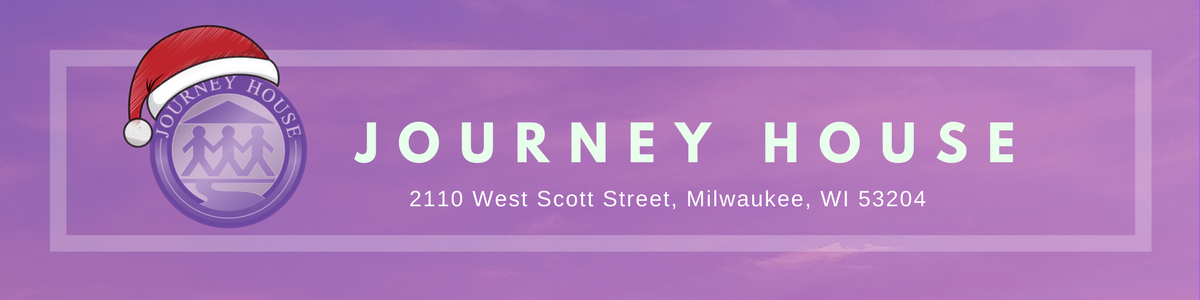 JOURNEY HOUSE
JOURNEY HOUSE
2110 West Scott Street, Milwaukee, WI 53204